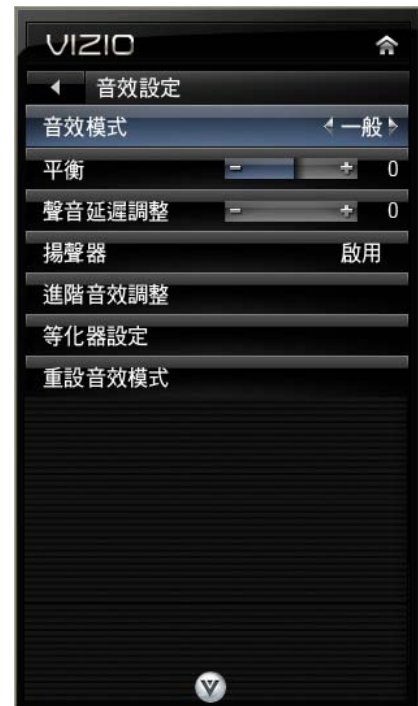 VIZIO
音效設定
音效模式 一般
平衡 - + 0
聲音延遲調整 - + 0
揚聲器 啟用
進階音效調整
等化器設定
重設音效模式
V